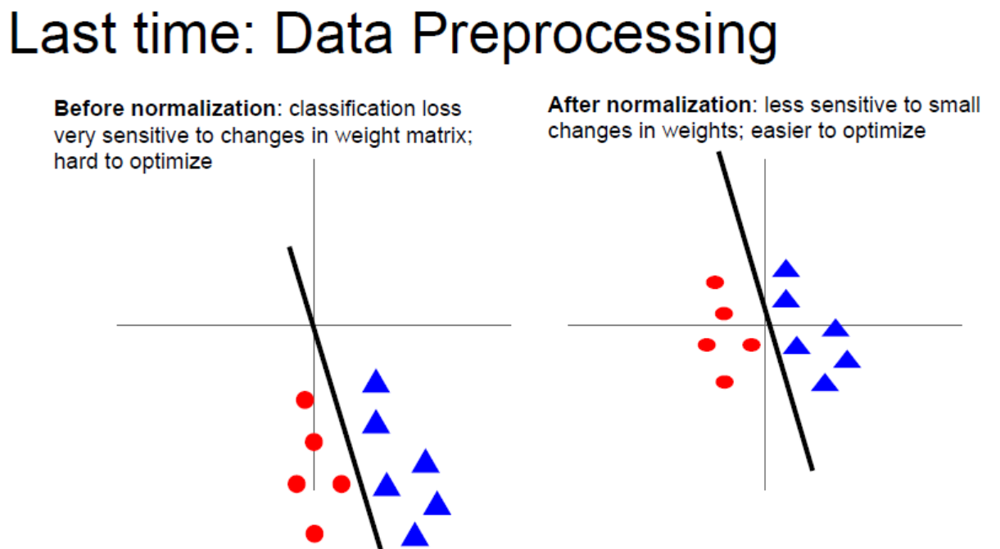 Last time: Data Preprocessing
Before normalization: classification loss
very sensitive to changes in weight matrix;
hard to optimize
After normalization: less sensitive to small
changes in weights; easier to optimize